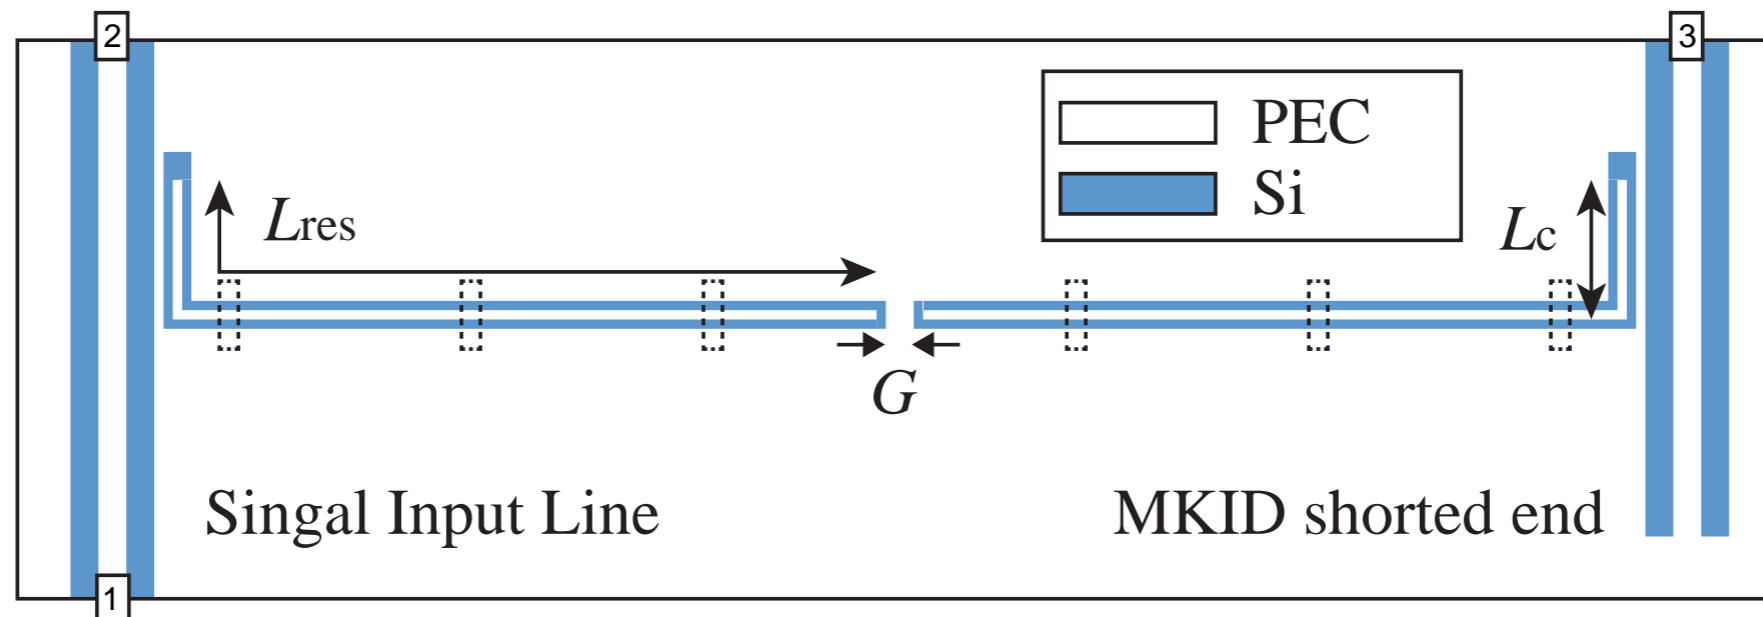 2
3
PEC
Si
Lres
Lc
G
Singal Input Line
MKID shorted end
1